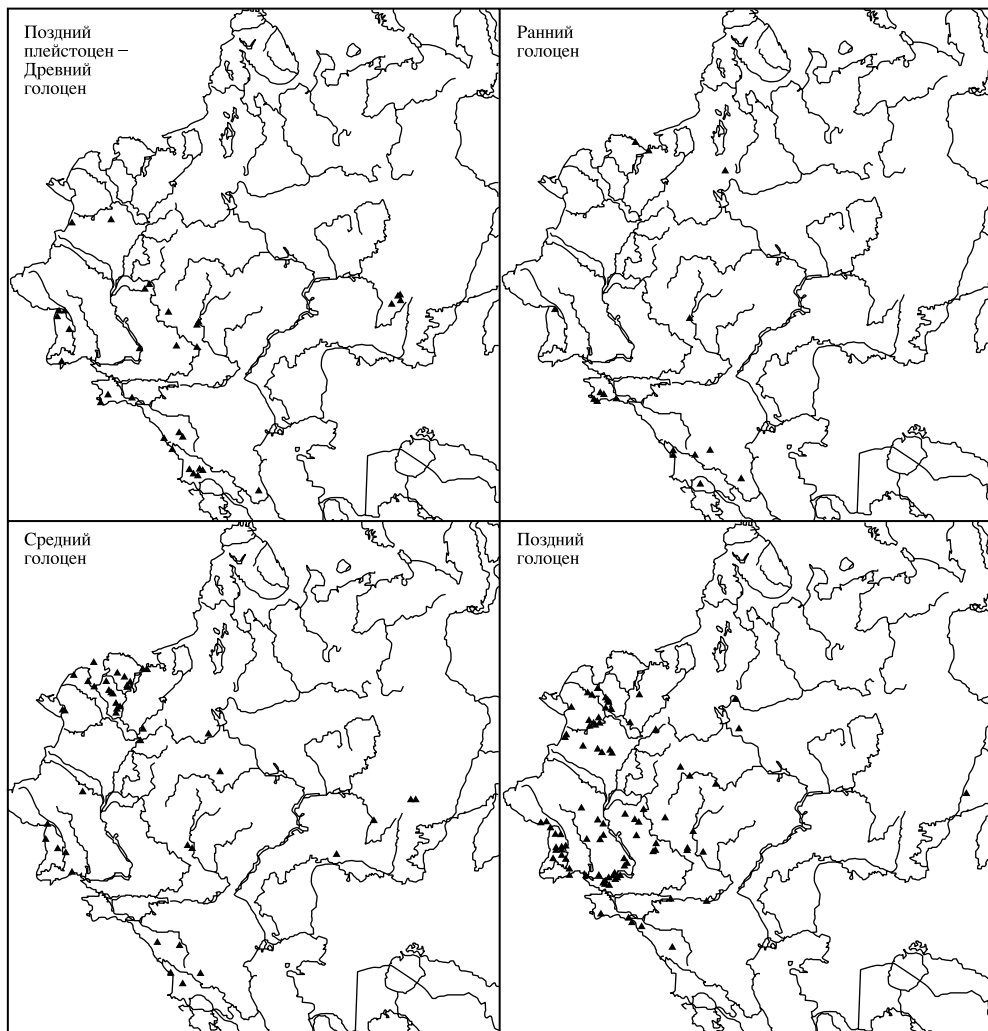 Поздний
плейстоцен –
Древний
голоцен
Ранний
голоцен
Средний
голоцен
Поздний
голоцен